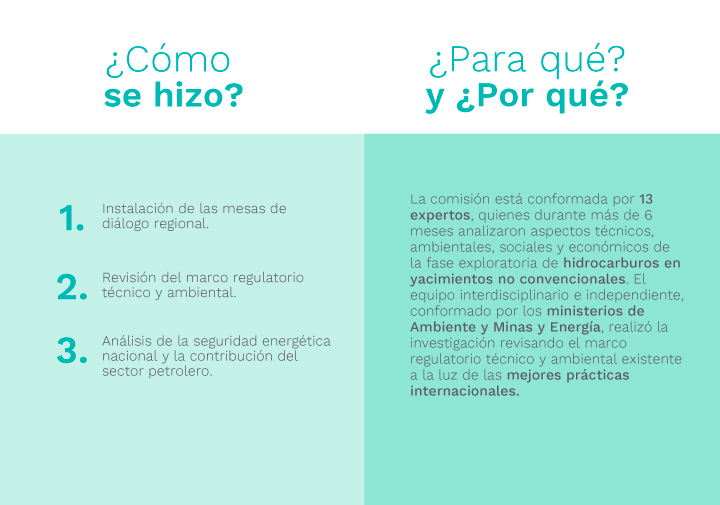 ¿Cómo
se hizo?
1.
Instalación de las mesas de
diálogo regional.
2.
Revisión del marco regulatorio
técnico y ambiental.
3.
Análisis de la seguridad energética
nacional y la contribución del
sector petrolero.
¿Para qué?
y ¿Por qué?
La comisión está conformada por 13
expertos, quienes durante más de 6
meses analizaron aspectos técnicos,
ambientales, sociales y económicos de
la fase exploratoria de hidrocarburos en
yacimientos no convencionales. El
equipo interdisciplinario e independiente,
conformado por los ministerios de
Ambiente y Minas y Energía, realizó la
investigación revisando el marco
regulatorio técnico y ambiental existente
a la luz de las mejores prácticas
internacionales.